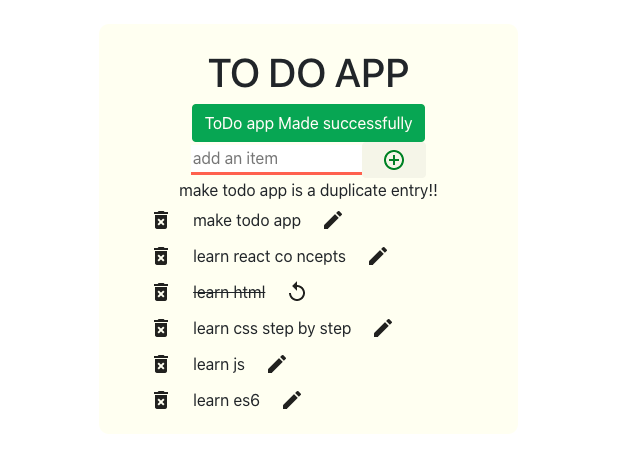 TO DO APP
ToDo app Made successfully
add an item
make todo app is a duplicate entry!!
make todo app
learn react co ncepts
learn html
learn css step by step
learn js
learn es6